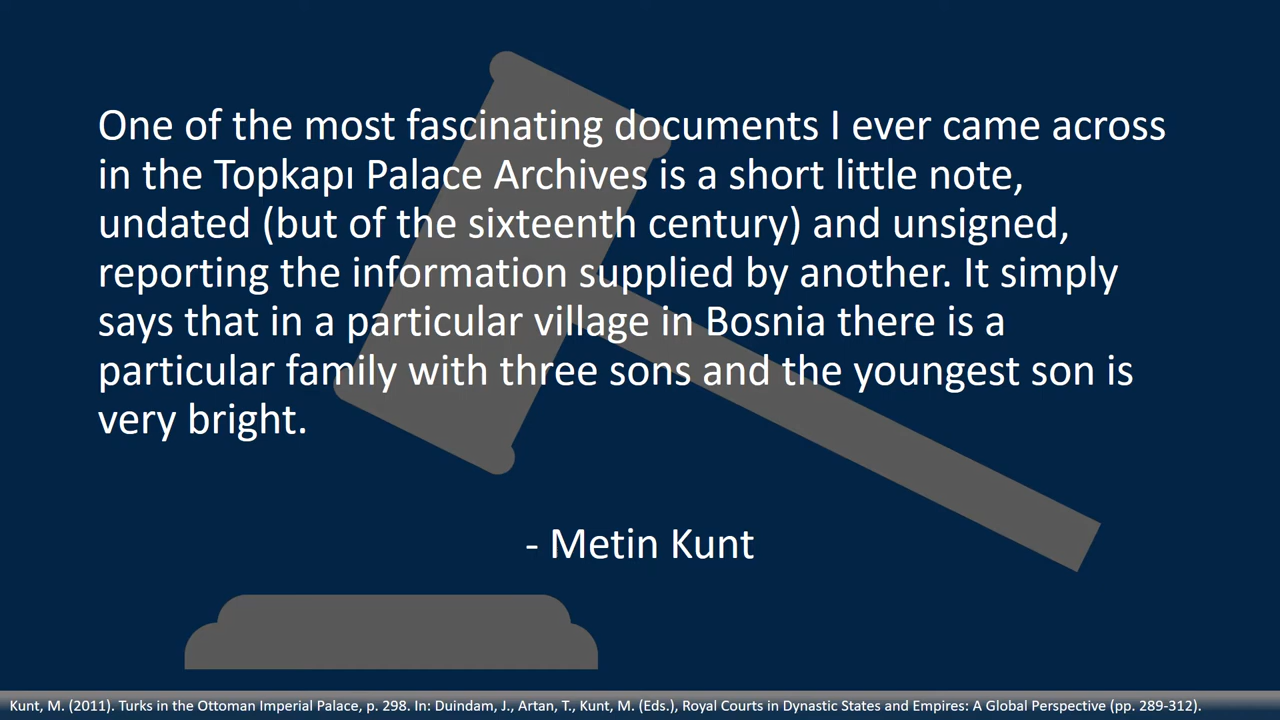 One of the most fascinating documents I ever came across
in the Topkapı Palace Archives is a short little note,
undated (but of the sixteenth century) and unsigned,
reporting the information supplied by another. It simply
says that in a particular village in Bosnia there is a
particular family with three sons and the youngest son is
very bright.
- Metin Kunt
Kunt, M. (2011). Turks in the Ottoman Imperial Palace, p. 298. In: Duindam, J., Artan, T., Kunt, M. (Eds.), Royal Courts in Dynastic States and Empires: A Global Perspective (pp. 289-312).